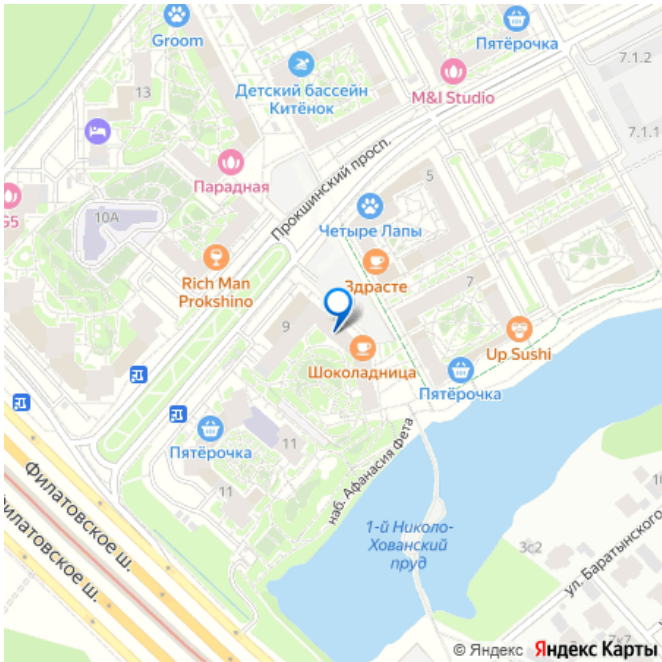 Groom
Пятёрочка
7.1.2
Детский бассейн
Китёнок
13
M&I Studio
7.1.1
Прокшинский просп.
Парадная
5
G5
10А
Четыре Лапы
Rich Man
Prokshino
Здрасте
7
9
Up Sushi
Шоколадница
Пятёрочка
Пятёрочка
11
наб. Афанасия Фета
11
Филатовское ш.
Филатовское ш.
1-й Николо-
Хованский
пруд
3с2
ул. Баратынского
7к7
© Яндекс Яндекс Карты